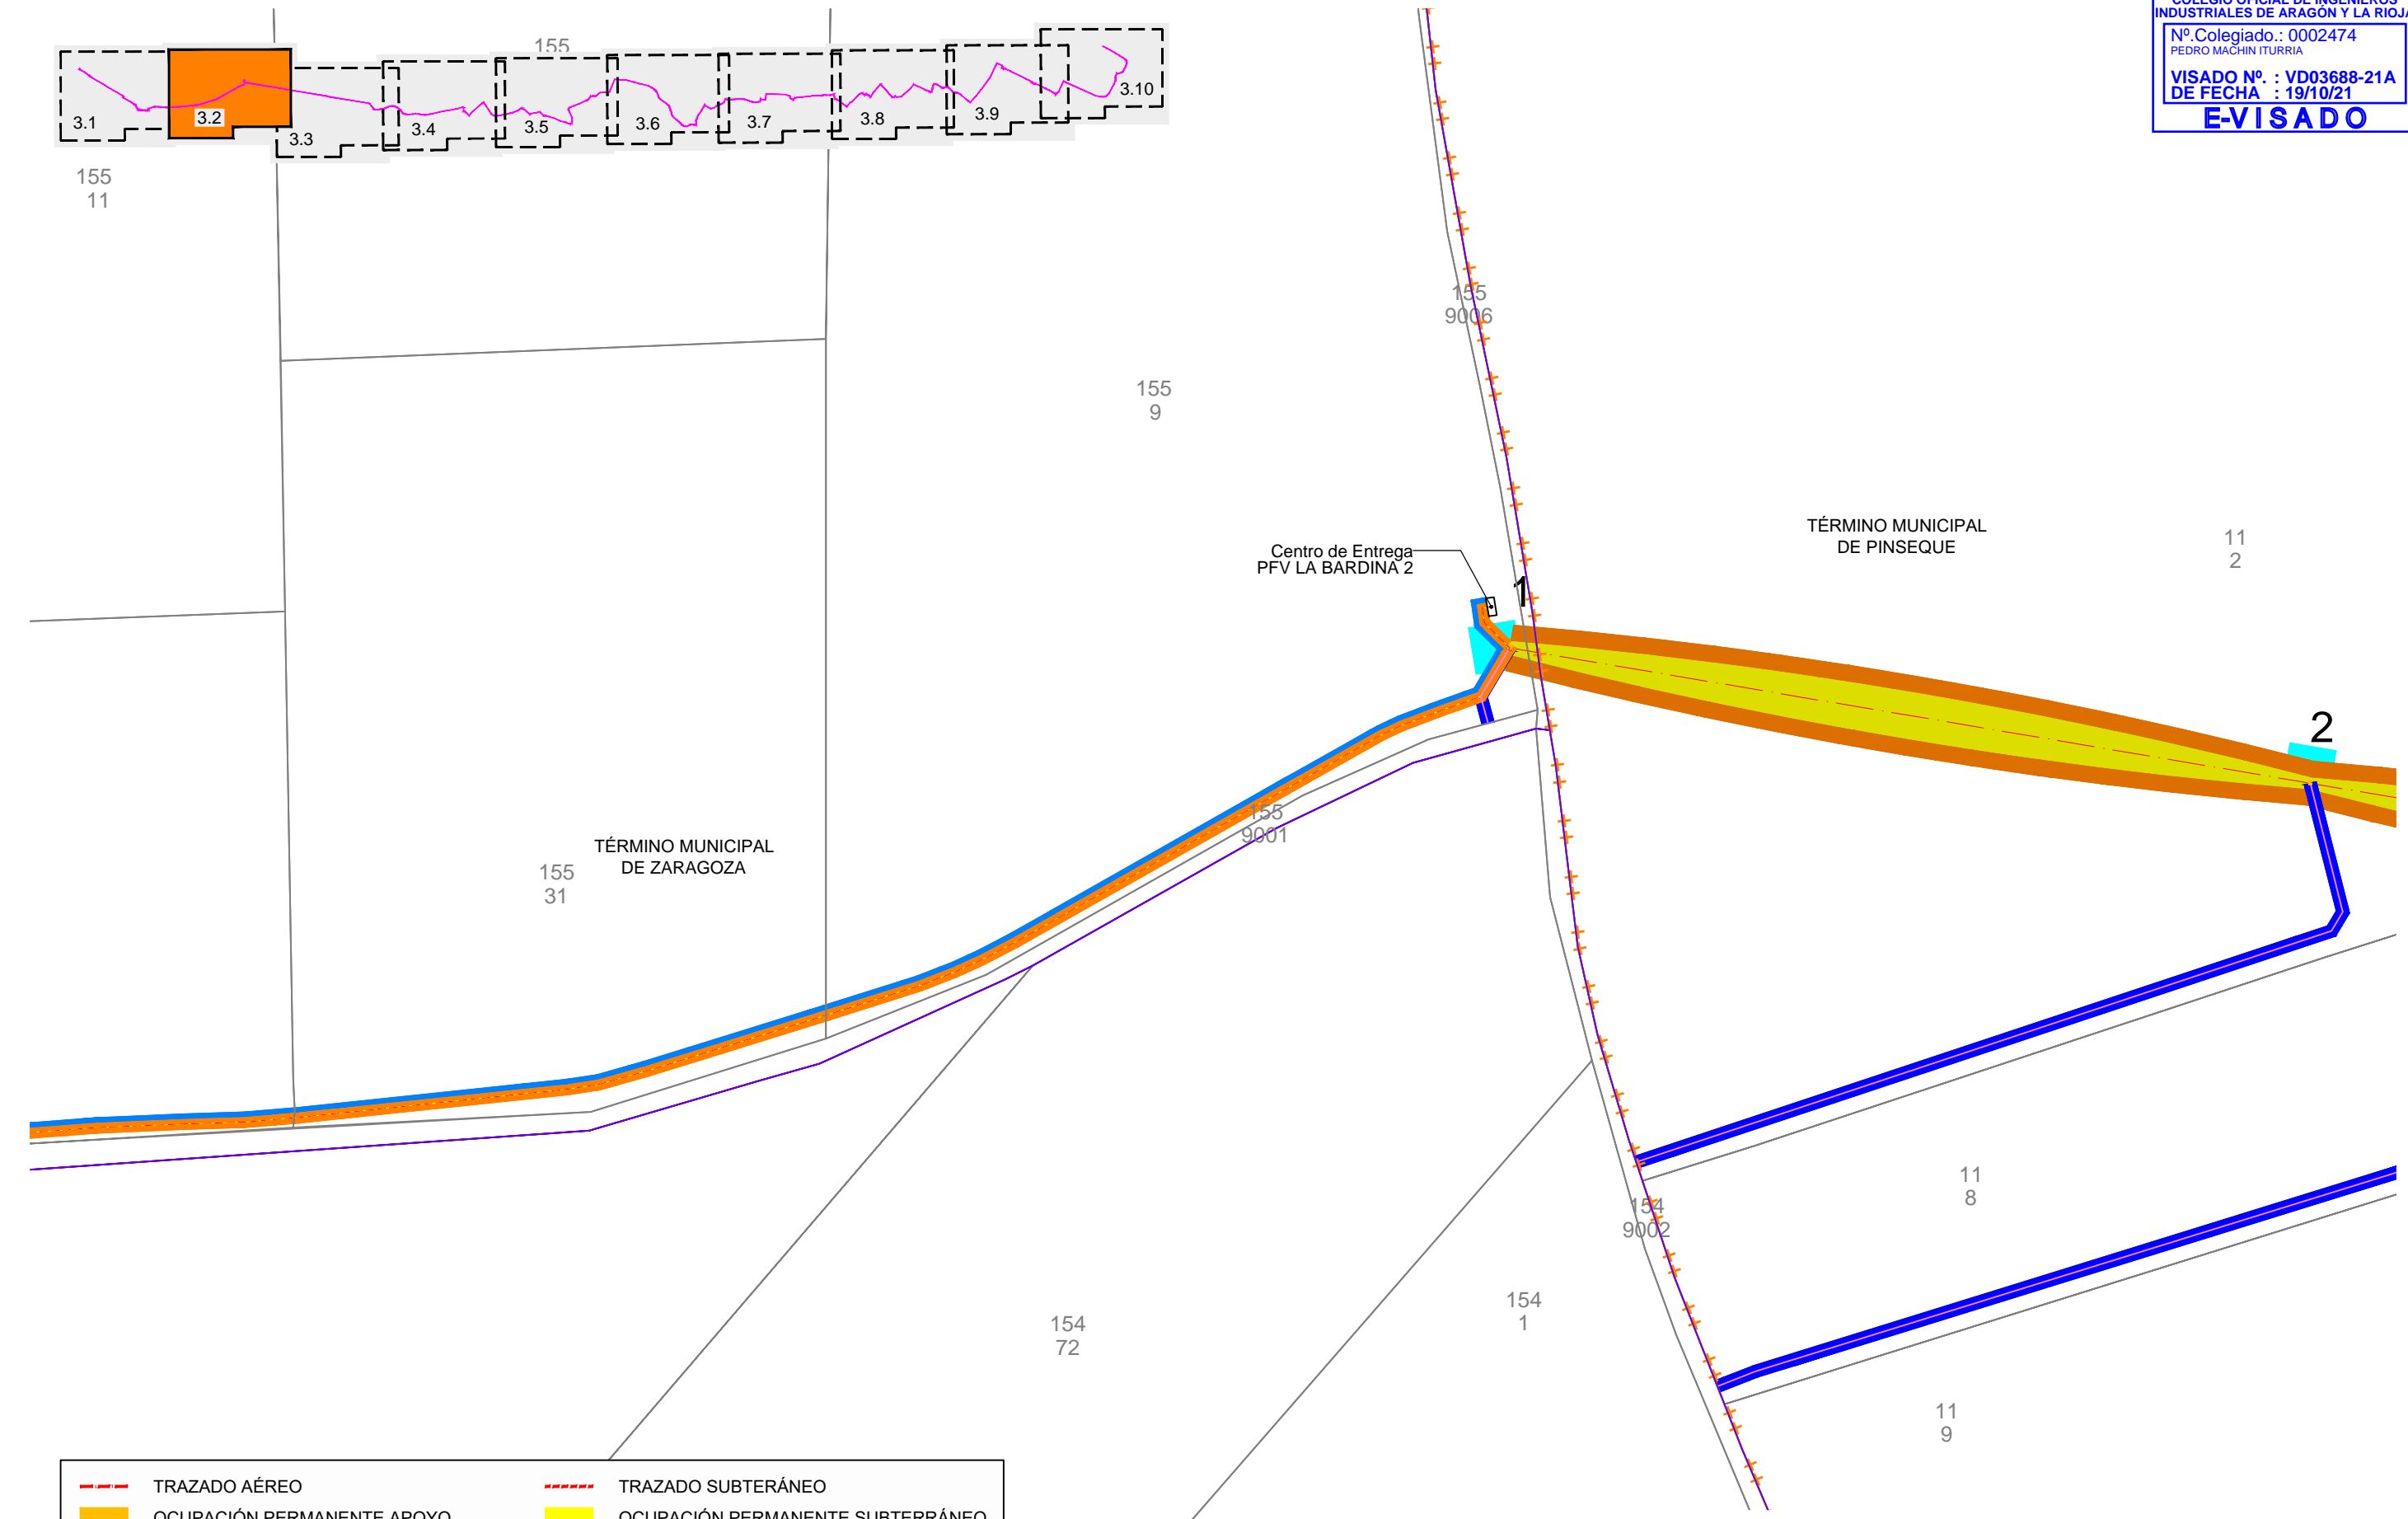 COLEGIO OFICIAL DE INGENIEROS
INDUSTRIALES DE ARAGÓN Y LA RIOJA
Nº.Colegiado.: 0002474
PEDRO MACHIN ITURRIA
VISADO Nº. : VD03688-21A
DE FECHA : 19/10/21
E-VISADO
3.1
3.2
3.3
3.4
3.5
3.6
3.7
3.8
3.9
3.10
155
155
11
155
9006
155
9
TÉRMINO MUNICIPAL
DE PINSEQUE
11
2
Centro de Entrega
PFV LA BARDINA 2
1
2
155
9001
TÉRMINO MUNICIPAL
DE ZARAGOZA
155
31
11
8
154
9002
154
1
154
72
11
9
TRAZADO AÉREO
TRAZADO SUBTERÁNEO
OCUPACIÓN PERMANENTE APOYO
OCUPACIÓN PERMANENTE SUBTERRÁNEO